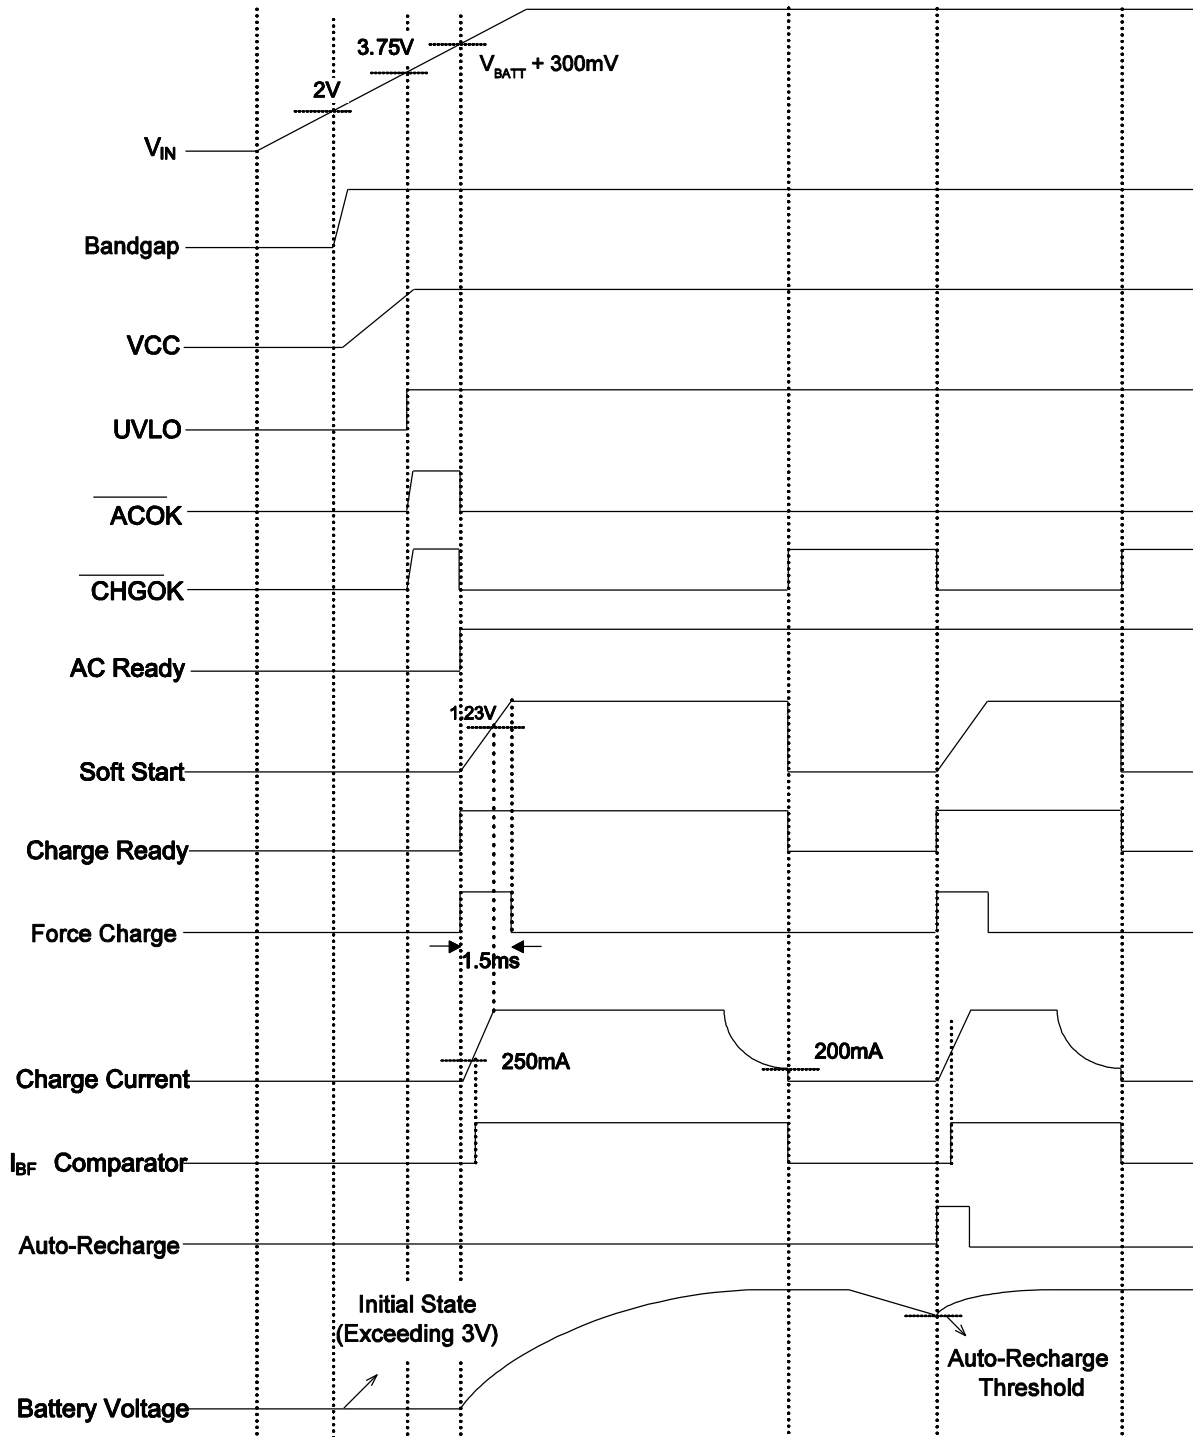 3.75V
V_BATT + 300mV
2V
V_IN
Bandgap
VCC
UVLO
ACOK
CHGOK
AC Ready
1.23V
Soft Start
Charge Ready
Force Charge
1.5ms
250mA
200mA
Charge Current
I_BF Comparator
Auto-Recharge
Initial State
(Exceeding 3V)
Auto-Recharge
Threshold
Battery Voltage